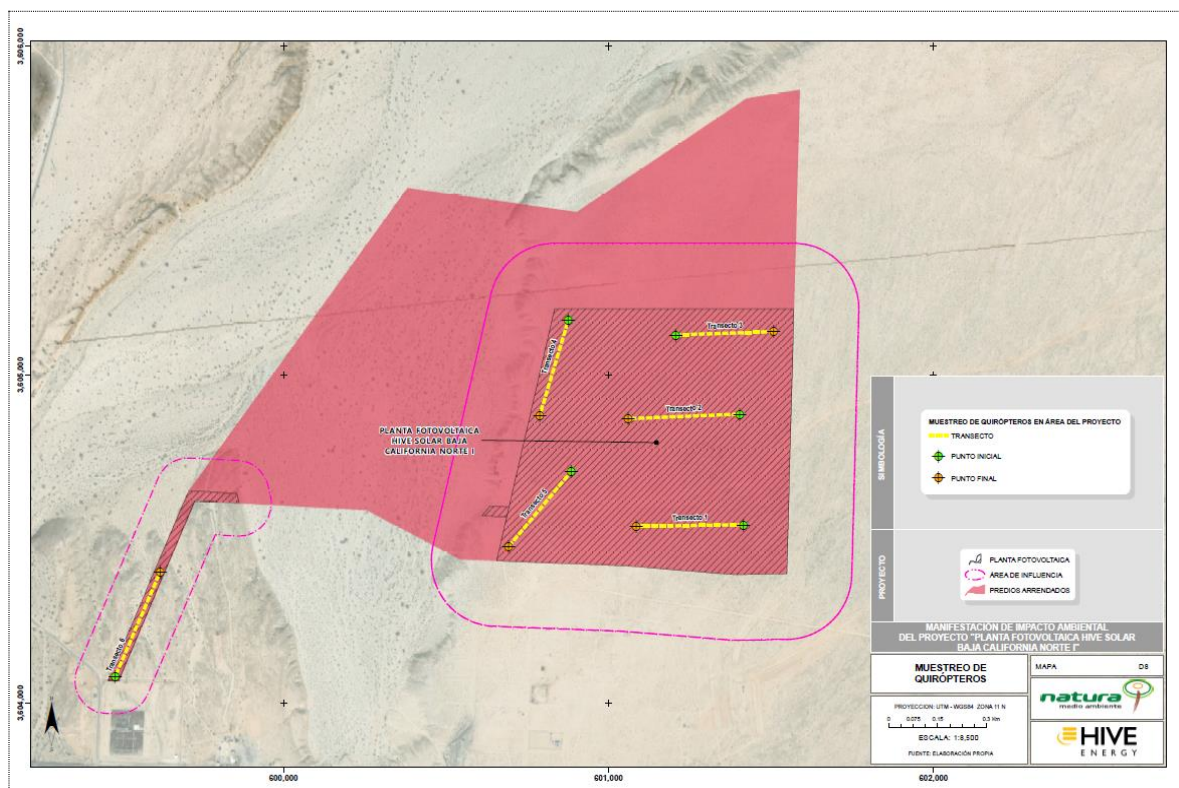 3,606,000
3,605,000
3,604,000
Transecto 3
Transecto 4
Transecto 2
PLANTA FOTOVOLTAICA
HIVE SOLAR BAJA
CALIFORNIA NORTE I
Transecto 5
Transecto 1
Transecto 6
N
600,000
601,000
602,000
SIMBOLOGÍA
MUESTREO DE QUIRÓPTEROS EN ÁREA DEL PROYECTO
TRANSECTO
PUNTO INICIAL
PUNTO FINAL
PROYECTO
PLANTA FOTOVOLTAICA
ÁREA DE INFLUENCIA
PREDIOS ARRENDADOS
MANIFESTACIÓN DE IMPACTO AMBIENTAL
DEL PROYECTO "PLANTA FOTOVOLTAICA HIVE SOLAR
BAJA CALIFORNIA NORTE I"
MUESTREO DE
QUIRÓPTEROS
MAPA D8
PROYECCION: UTM - WGS84 ZONA 11 N
0 0.075 0.15 0.3 Km
ESCALA: 1:8,500
FUENTE: ELABORACIÓN PROPIA
natura
medio ambiente
HIVE
ENERGY